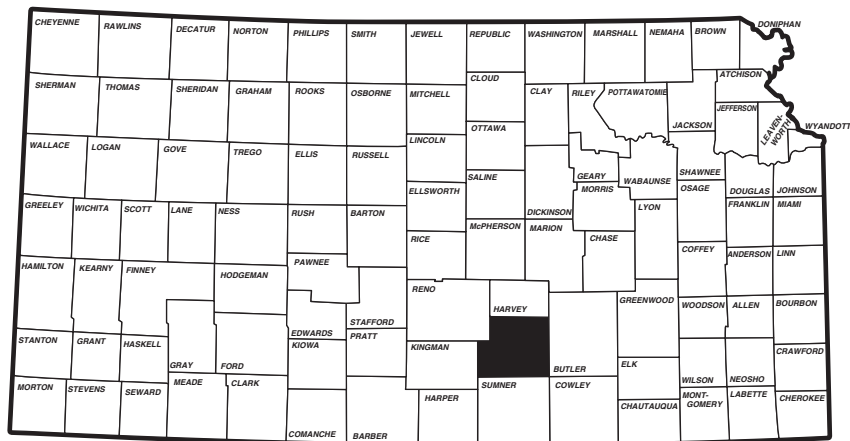 CHEYENNE
RAWLINS
DECATUR
NORTON
PHILLIPS
SMITH
JEWELL
REPUBLIC
WASHINGTON
MARSHALL
NEMAHA
BROWN
DONIPHAN
SHERMAN
THOMAS
SHERIDAN
GRAHAM
ROOKS
OSBORNE
MITCHELL
CLOUD
CLAY
RILEY
POTTAWATOMIE
JACKSON
ATCHISON
JEFFERSON
LEAVEN-
WORTH
WYANDOTT
WALLACE
LOGAN
GOVE
TREGO
ELLIS
RUSSELL
LINCOLN
OTTAWA
SALINE
ELLSWORTH
DICKINSON
GEARY
MORRIS
WABAUNSE
SHAWNEE
OSAGE
DOUGLAS
JOHNSON
GREELEY
WICHITA
SCOTT
LANE
NESS
RUSH
BARTON
RICE
McPHERSON
MARION
CHASE
LYON
COFFEY
FRANKLIN
MIAMI
ANDERSON
LINN
HAMILTON
KEARNY
FINNEY
HODGEMAN
PAWNEE
EDWARDS
STAFFORD
RENO
HARVEY
BUTLER
GREENWOOD
WOODSON
ALLEN
BOURBON
STANTON
GRANT
HASKELL
GRAY
FORD
KIOWA
PRATT
KINGMAN
ELK
WILSON
NEOSHO
CRAWFORD
MORTON
STEVENS
SEWARD
MEADE
CLARK
COMANCHE
BARBER
HARPER
SUMNER
COWLEY
CHAUTAUQUA
MONT-
GOMERY
LABETTE
CHEROKEE